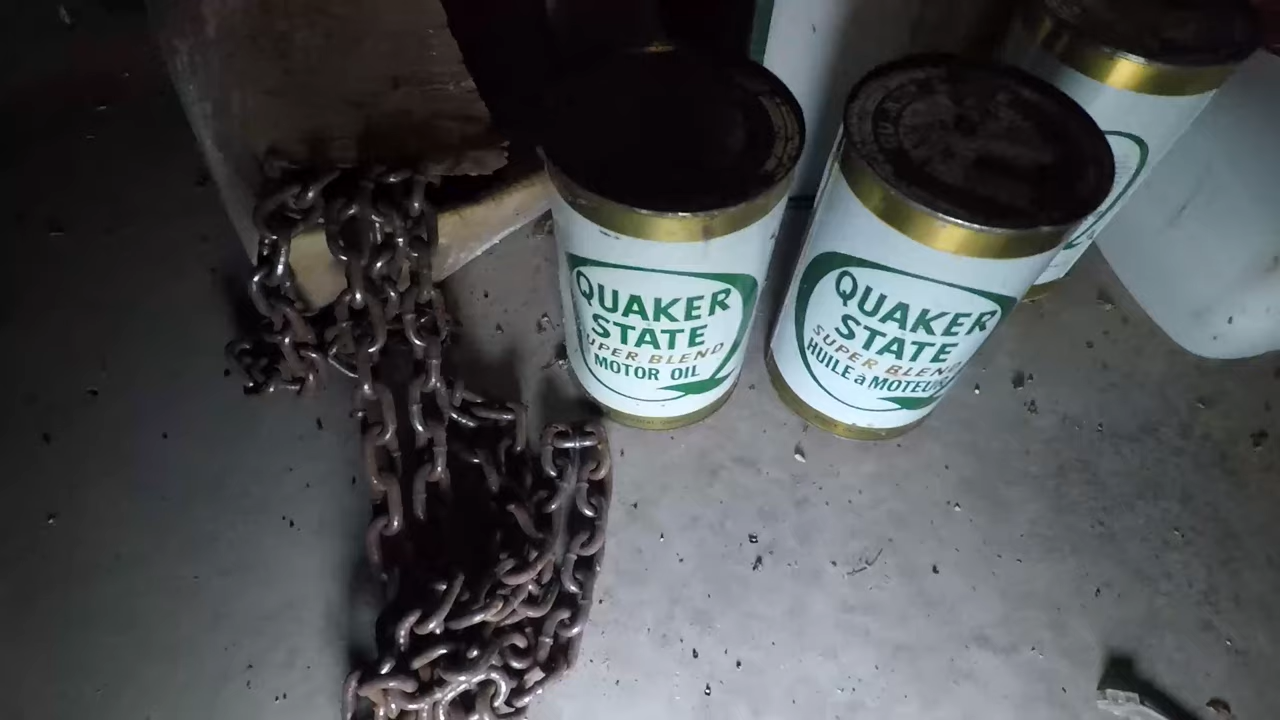 QUAKER
STATE
SUPER BLEND
MOTOR OIL
QUAKER
STATE
SUPER BLEND
HUILE à MOTEUR